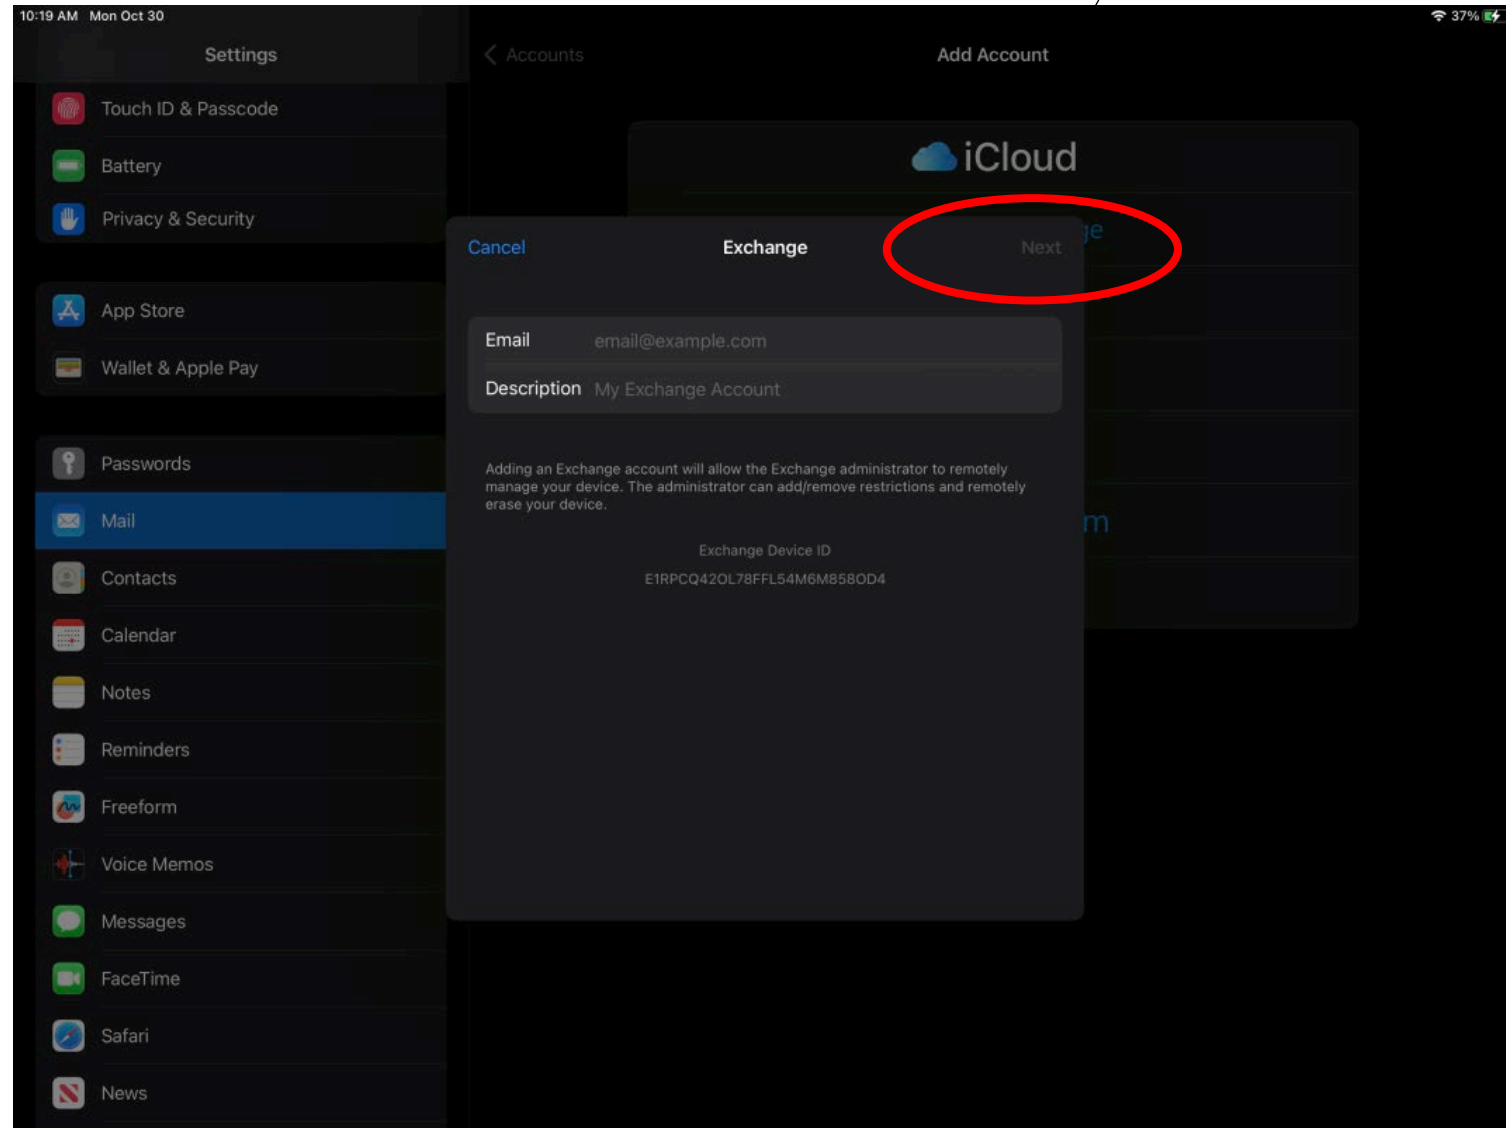 10:19 AM Mon Oct 30
37%
Settings
Accounts
Add Account
Touch ID & Passcode
Battery
Privacy & Security
App Store
Wallet & Apple Pay
Passwords
Mail
Contacts
Calendar
Notes
Reminders
Freeform
Voice Memos
Messages
FaceTime
Safari
News
iCloud
ge
m
Cancel
Exchange
Next
Email email@example.com
Description My Exchange Account
Adding an Exchange account will allow the Exchange administrator to remotely
manage your device. The administrator can add/remove restrictions and remotely
erase your device.
Exchange Device ID
E1RPCQ42OL78FFL54M6M858OD4